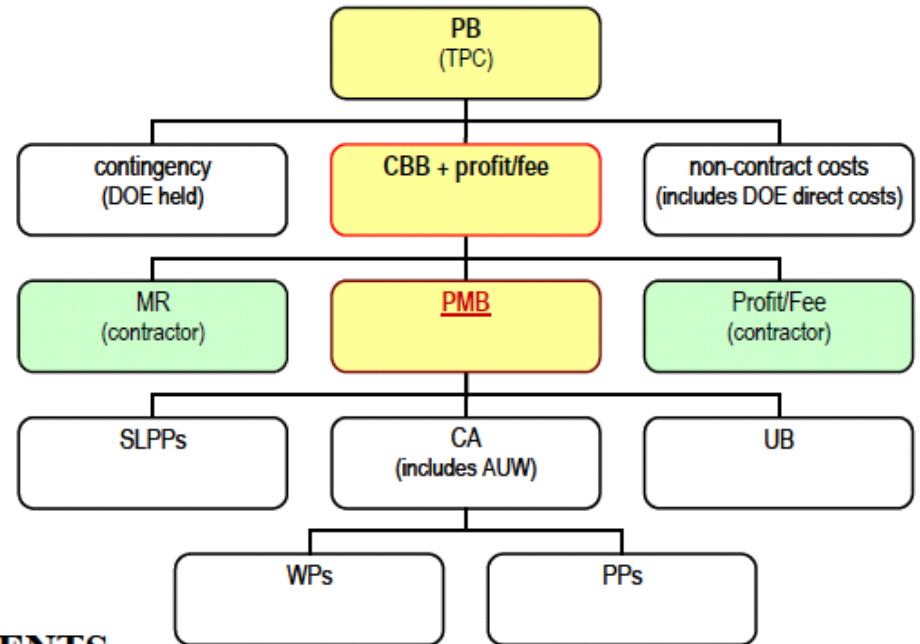 PB
(TPC)
contingency
(DOE held)
CBB + profit/fee
non-contract costs
(includes DOE direct costs)
MR
(contractor)
PMB
Profit/Fee
(contractor)
SLPPs
CA
(includes AUW)
UB
WPs
PPs